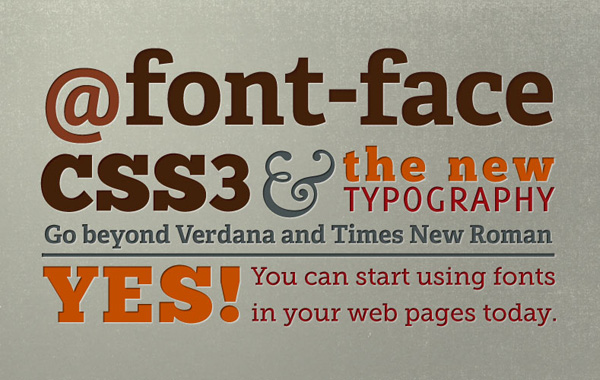 @font-face
CSS3 & the new
TYPOGRAPHY
Go beyond Verdana and Times New Roman
YES! You can start using fonts
in your web pages today.